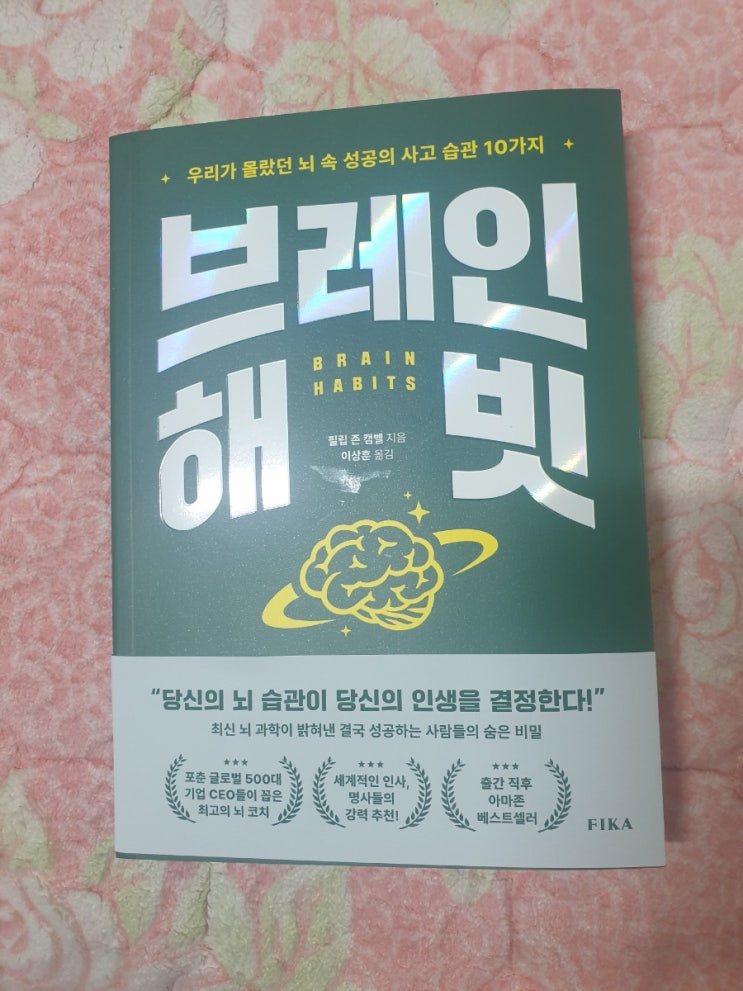 우리가 몰랐던 뇌 속 성공의 사고 습관 10가지
브레인
해빗
BRAIN
HABITS
필립 존 캠벨 지음
이상훈 옮김
“당신의 뇌 습관이 당신의 인생을 결정한다!”
최신 뇌 과학이 밝혀낸 결국 성공하는 사람들의 숨은 비밀
포춘 글로벌 500대
기업 CEO들이 꼽은
최고의 뇌 코치
세계적인 인사,
명사들의
강력 추천!
출간 직후
아마존
베스트셀러
FIKA